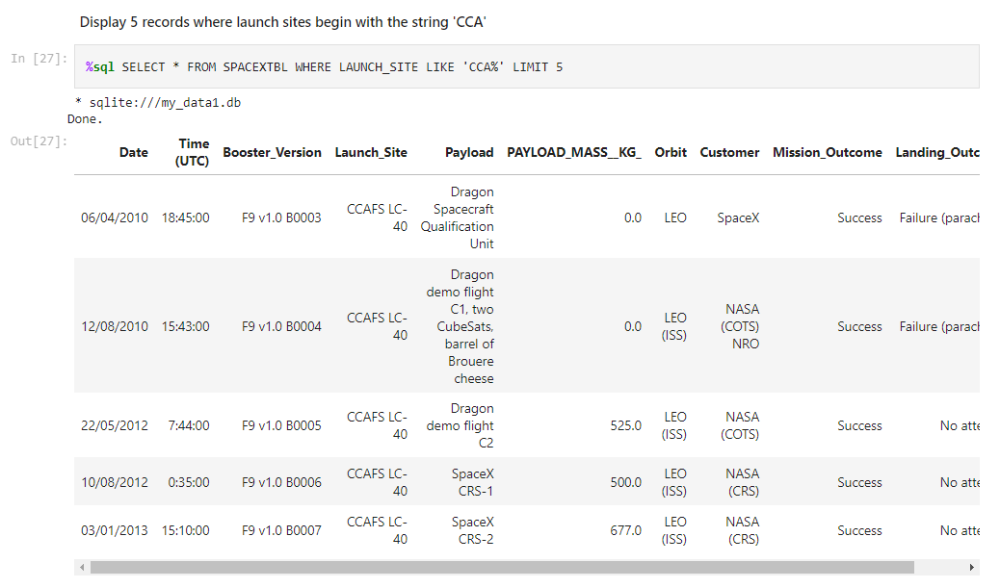 Display 5 records where launch sites begin with the string 'CCA'
In [27]: %sql SELECT * FROM SPACEXTBL WHERE LAUNCH_SITE LIKE 'CCA%' LIMIT 5
* sqlite:///my_data1.db
Done.
Out[27]:
Date Time (UTC) Booster_Version Launch_Site Payload PAYLOAD_MASS__KG_ Orbit Customer Mission_Outcome Landing_Outc
06/04/2010 18:45:00 F9 v1.0 B0003 CCAFS LC-40 Dragon Spacecraft Qualification Unit 0.0 LEO SpaceX Success Failure (parach
12/08/2010 15:43:00 F9 v1.0 B0004 CCAFS LC-40 Dragon demo flight C1, two CubeSats, barrel of Brouere cheese 0.0 LEO (ISS) NASA (COTS) NRO Success Failure (parach
22/05/2012 7:44:00 F9 v1.0 B0005 CCAFS LC-40 Dragon demo flight C2 525.0 LEO (ISS) NASA (COTS) Success No atte
10/08/2012 0:35:00 F9 v1.0 B0006 CCAFS LC-40 SpaceX CRS-1 500.0 LEO (ISS) NASA (CRS) Success No atte
03/01/2013 15:10:00 F9 v1.0 B0007 CCAFS LC-40 SpaceX CRS-2 677.0 LEO (ISS) NASA (CRS) Success No atte